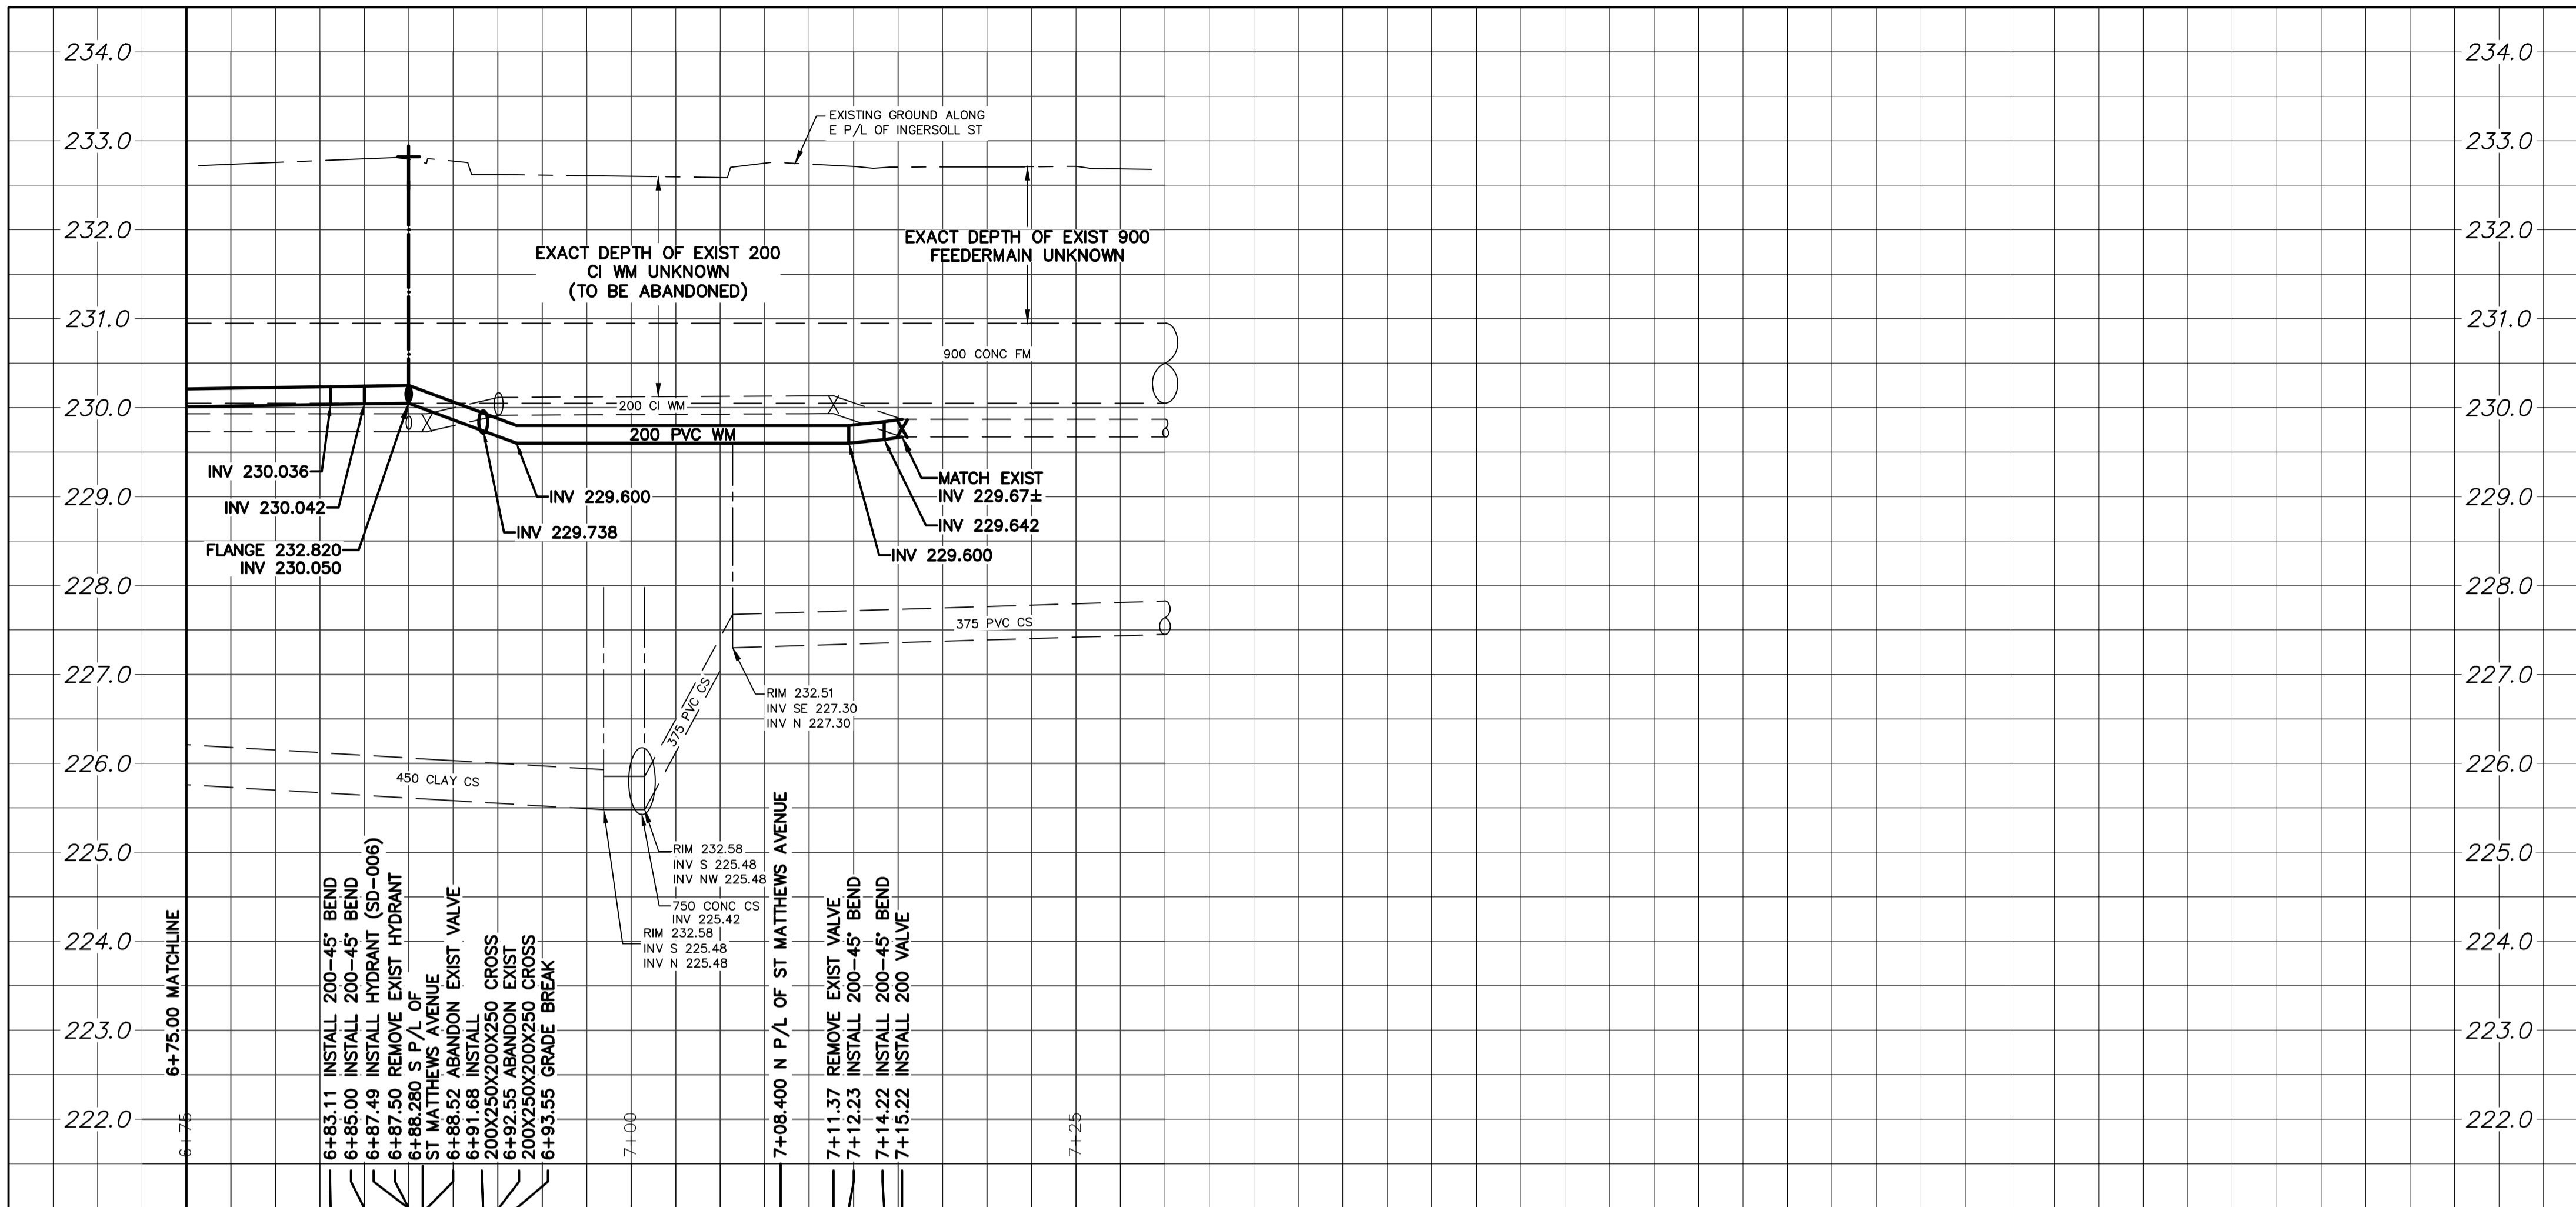 234.0
233.0
232.0
231.0
230.0
229.0
228.0
227.0
226.0
225.0
224.0
223.0
222.0
234.0
233.0
232.0
231.0
230.0
229.0
228.0
227.0
226.0
225.0
224.0
223.0
222.0
EXISTING GROUND ALONG
E P/L OF INGERSOLL ST
EXACT DEPTH OF EXIST 200
CI WM UNKNOWN
(TO BE ABANDONED)
EXACT DEPTH OF EXIST 900
FEEDERMAIN UNKNOWN
900 CONC FM
200 CI WM
200 PVC WM
INV 230.036
INV 230.042
FLANGE 232.820
INV 230.050
INV 229.600
INV 229.738
MATCH EXIST
INV 229.67±
INV 229.642
INV 229.600
375 PVC CS
375 PVC CS
RIM 232.51
INV SE 227.30
INV N 227.30
450 CLAY CS
RIM 232.58
INV S 225.48
INV NW 225.48
750 CONC CS
INV 225.42
RIM 232.58
INV S 225.48
INV N 225.48
6+75.00 MATCHLINE
6+75
6+83.11 INSTALL 200-45° BEND
6+85.00 INSTALL 200-45° BEND
6+87.49 INSTALL HYDRANT (SD-006)
6+87.50 REMOVE EXIST HYDRANT
6+88.280 S P/L OF
ST MATTHEWS AVENUE
6+88.52 ABANDON EXIST VALVE
6+91.68 INSTALL
200X250X200X250 CROSS
6+92.55 ABANDON EXIST
200X250X200X250 CROSS
6+93.55 GRADE BREAK
7+00
7+08.400 N P/L OF ST MATTHEWS AVENUE
7+11.37 REMOVE EXIST VALVE
7+12.23 INSTALL 200-45° BEND
7+14.22 INSTALL 200-45° BEND
7+15.22 INSTALL 200 VALVE
7+25